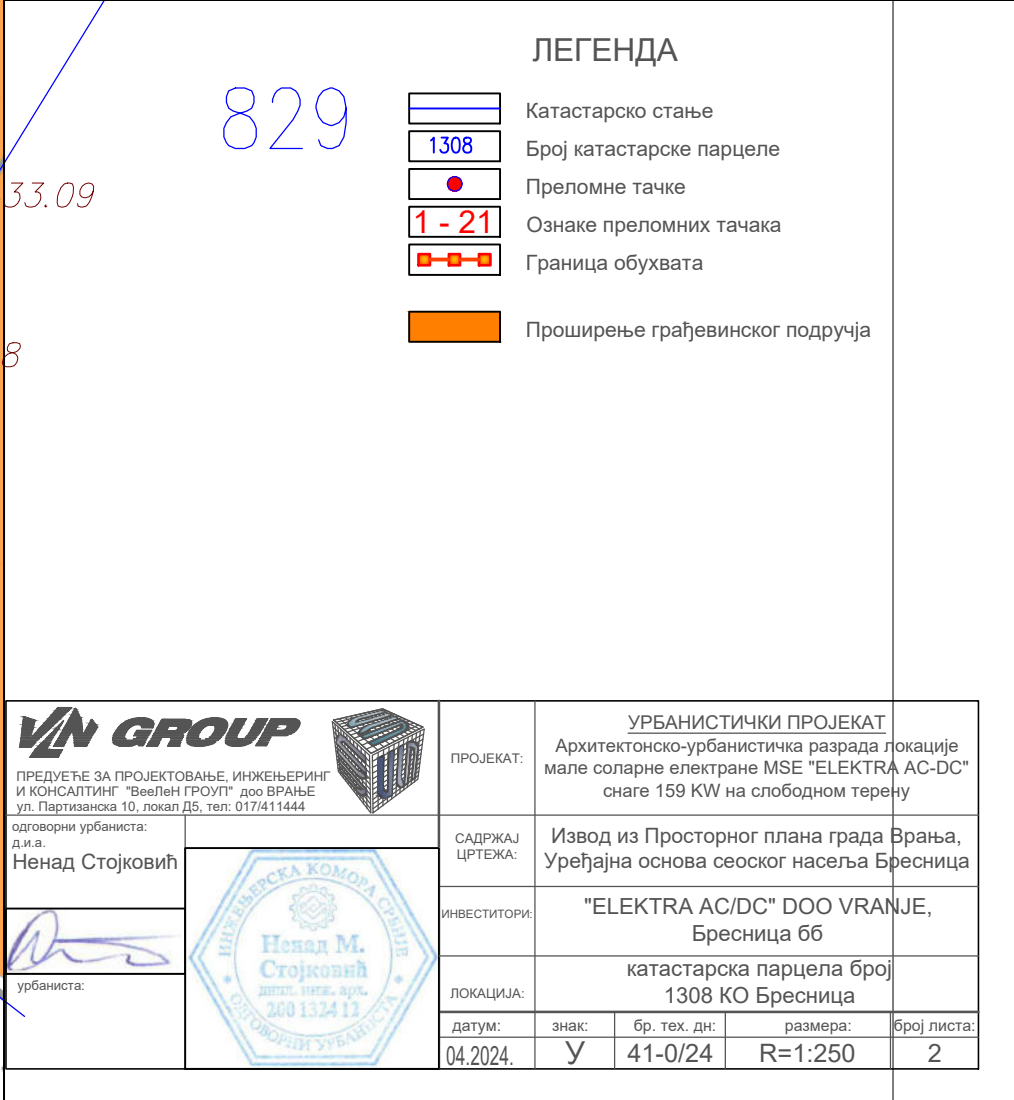 ЛЕГЕНДА
829
33.09
8
Катастарско стање
1308
Број катастарске парцеле
Преломне тачке
1 - 21
Ознаке преломних тачака
Граница обухвата
Проширење грађевинског подручја
VLN GROUP
ПРЕДУЕЋЕ ЗА ПРОЈЕКТОВАЊЕ, ИНЖЕЊЕРИНГ
И КОНСАЛТИНГ "ВееЛеН ГРОУП" доо ВРАЊЕ
ул. Партизанска 10, локал Д5, тел: 017/411444
ПРОЈЕКАТ:
УРБАНИСТИЧКИ ПРОЈЕКАТ
Архитектонско-урбанистичка разрада локације
мале соларне електране MSE "ELEKTRA AC-DC"
снаге 159 KW на слободном терену
одговорни урбаниста:
д.и.а.
Ненад Стојковић
урбаниста:
ИНЖЕЊЕРСКА КОМОРА СРБИЈЕ
Ненад М.
Стојковић
дипл. инж. арх.
200 1324 12
ОДГОВОРНИ УРБАНИСТА
САДРЖАЈ
ЦРТЕЖА:
Извод из Просторног плана града Врања,
Уређајна основа сеоског насеља Бресница
ИНВЕСТИТОРИ:
"ELEKTRA AC/DC" DOO VRANJE,
Бресница бб
ЛОКАЦИЈА:
катастарска парцела број
1308 КО Бресница
датум:
04.2024.
знак:
У
бр. тех. дн:
41-0/24
размера:
R=1:250
број листа:
2